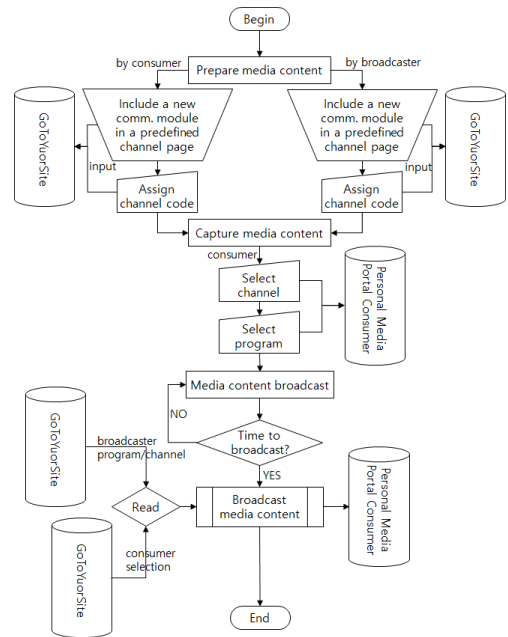 Begin
by consumer
Prepare media content
by broadcaster
GoToYuorSite
Include a new
comm. module
in a predefined
channel page
Include a new
comm. module
in a predefined
channel page
GoToYuorSite
input
input
Assign
channel code
Assign
channel code
Capture media content
consumer
Select
channel
Personal Media
Portal Consumer
Select
program
Media content broadcast
NO
GoToYuorSite
broadcaster
program/channel
Time to
broadcast?
YES
Personal Media
Portal Consumer
Read
Broadcast
media content
GoToYuorSite
consumer
selection
End